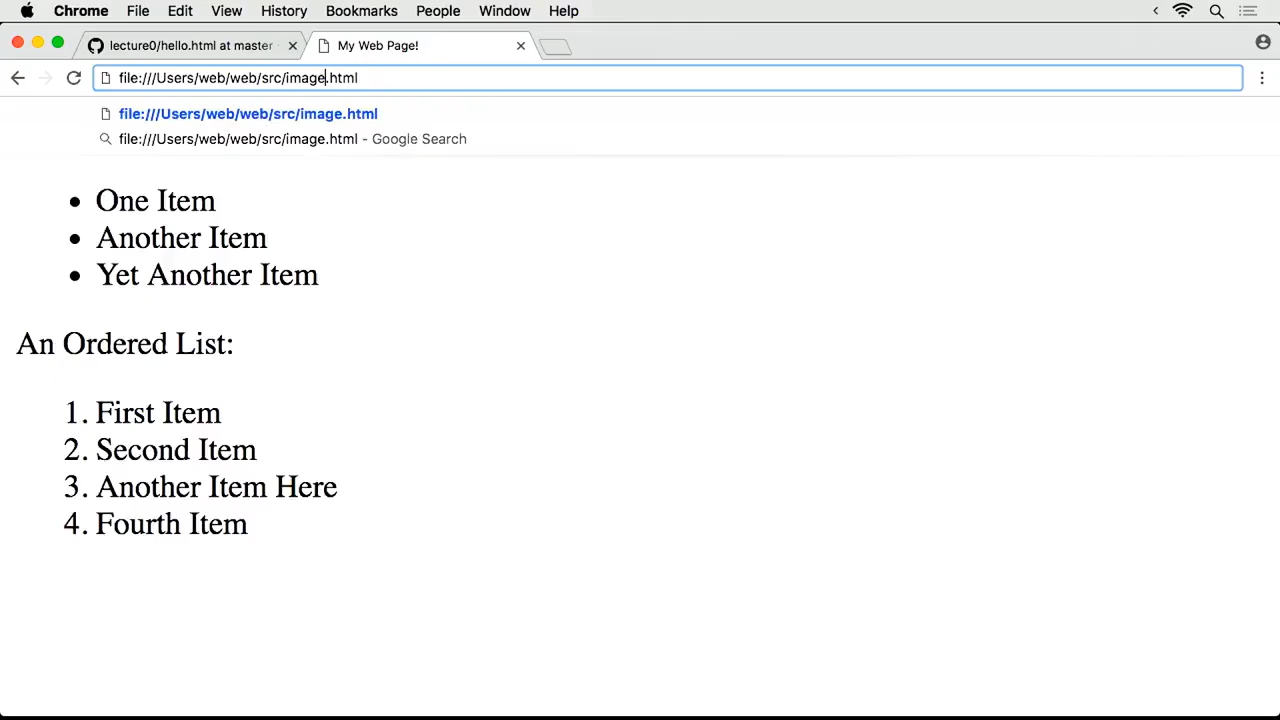 Chrome File Edit View History Bookmarks People Window Help
lecture0/hello.html at master
My Web Page!
file:///Users/web/web/src/image.html
file:///Users/web/web/src/image.html
file:///Users/web/web/src/image.html - Google Search
• One Item
• Another Item
• Yet Another Item
An Ordered List:
1. First Item
2. Second Item
3. Another Item Here
4. Fourth Item